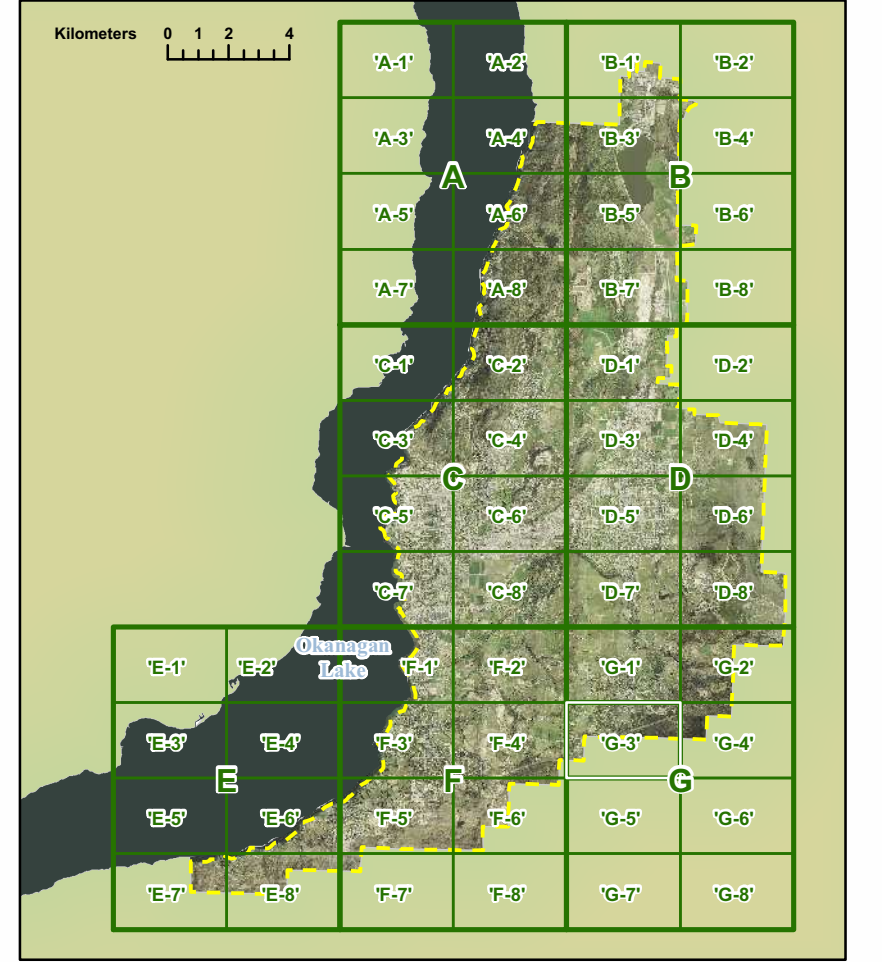 Kilometers 0 1 2 4
'A-1' 'A-2' 'B-1' 'B-2'
'A-3' 'A-4' 'B-3' 'B-4'
A B
'A-5' 'A-6' 'B-5' 'B-6'
'A-7' 'A-8' 'B-7' 'B-8'
'C-1' 'C-2' 'D-1' 'D-2'
'C-3' 'C-4' 'D-3' 'D-4'
C D
'C-5' 'C-6' 'D-5' 'D-6'
'C-7' 'C-8' 'D-7' 'D-8'
Okanagan
Lake
'E-1' 'E-2' 'F-1' 'F-2' 'G-1' 'G-2'
'E-3' 'E-4' 'F-3' 'F-4' 'G-3' 'G-4'
E F G
'E-5' 'E-6' 'F-5' 'F-6' 'G-5' 'G-6'
'E-7' 'E-8' 'F-7' 'F-8' 'G-7' 'G-8'